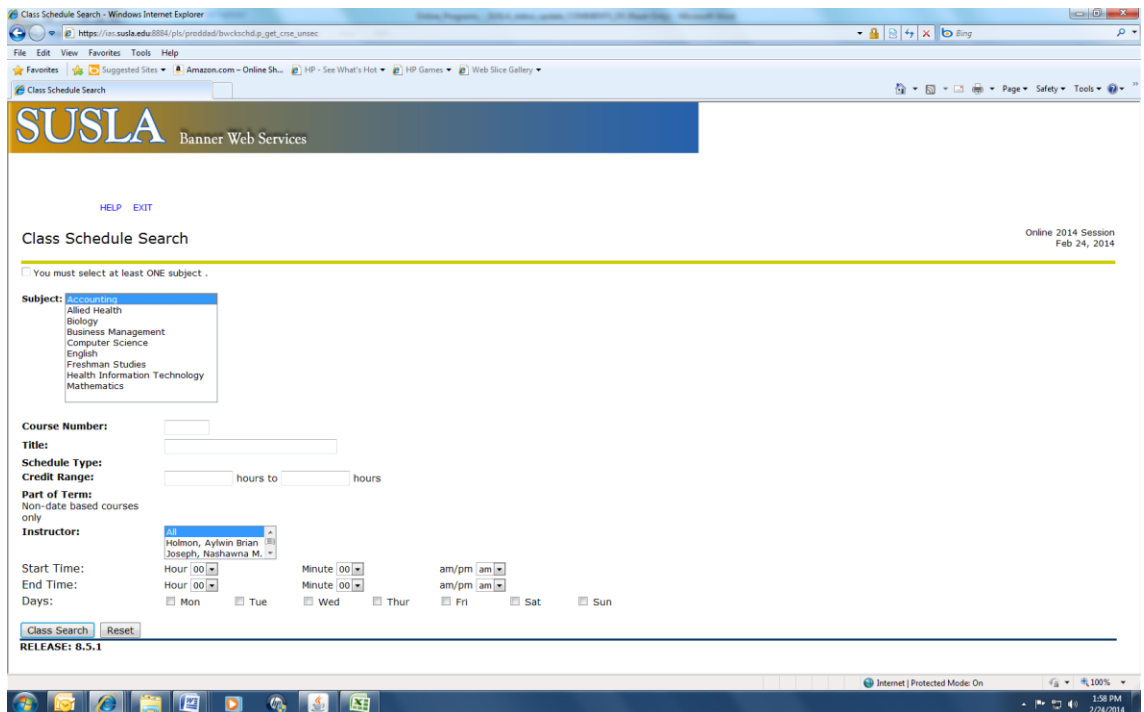 Class Schedule Search - Windows Internet Explorer
https://ias.susla.edu:8884/pls/proddad/bwckschd.p_get_crse_unsec
Bing
File Edit View Favorites Tools Help
Favorites Suggested Sites Amazon.com – Online Sh... HP - See What's Hot HP Games Web Slice Gallery
Class Schedule Search Page Safety Tools
SUSLA Banner Web Services
HELP EXIT
Class Schedule Search
Online 2014 Session
Feb 24, 2014
You must select at least ONE subject .
Subject: Accounting
Allied Health
Biology
Business Management
Computer Science
English
Freshman Studies
Health Information Technology
Mathematics
Course Number:
Title:
Schedule Type:
Credit Range: hours to hours
Part of Term:
Non-date based courses
only
Instructor: All
Holmon, Aylwin Brian
Joseph, Nashawna M.
Start Time: Hour 00 Minute 00 am/pm am
End Time: Hour 00 Minute 00 am/pm am
Days: Mon Tue Wed Thur Fri Sat Sun
Class Search Reset
RELEASE: 8.5.1
Internet | Protected Mode: On 100%
1:58 PM
2/24/2014